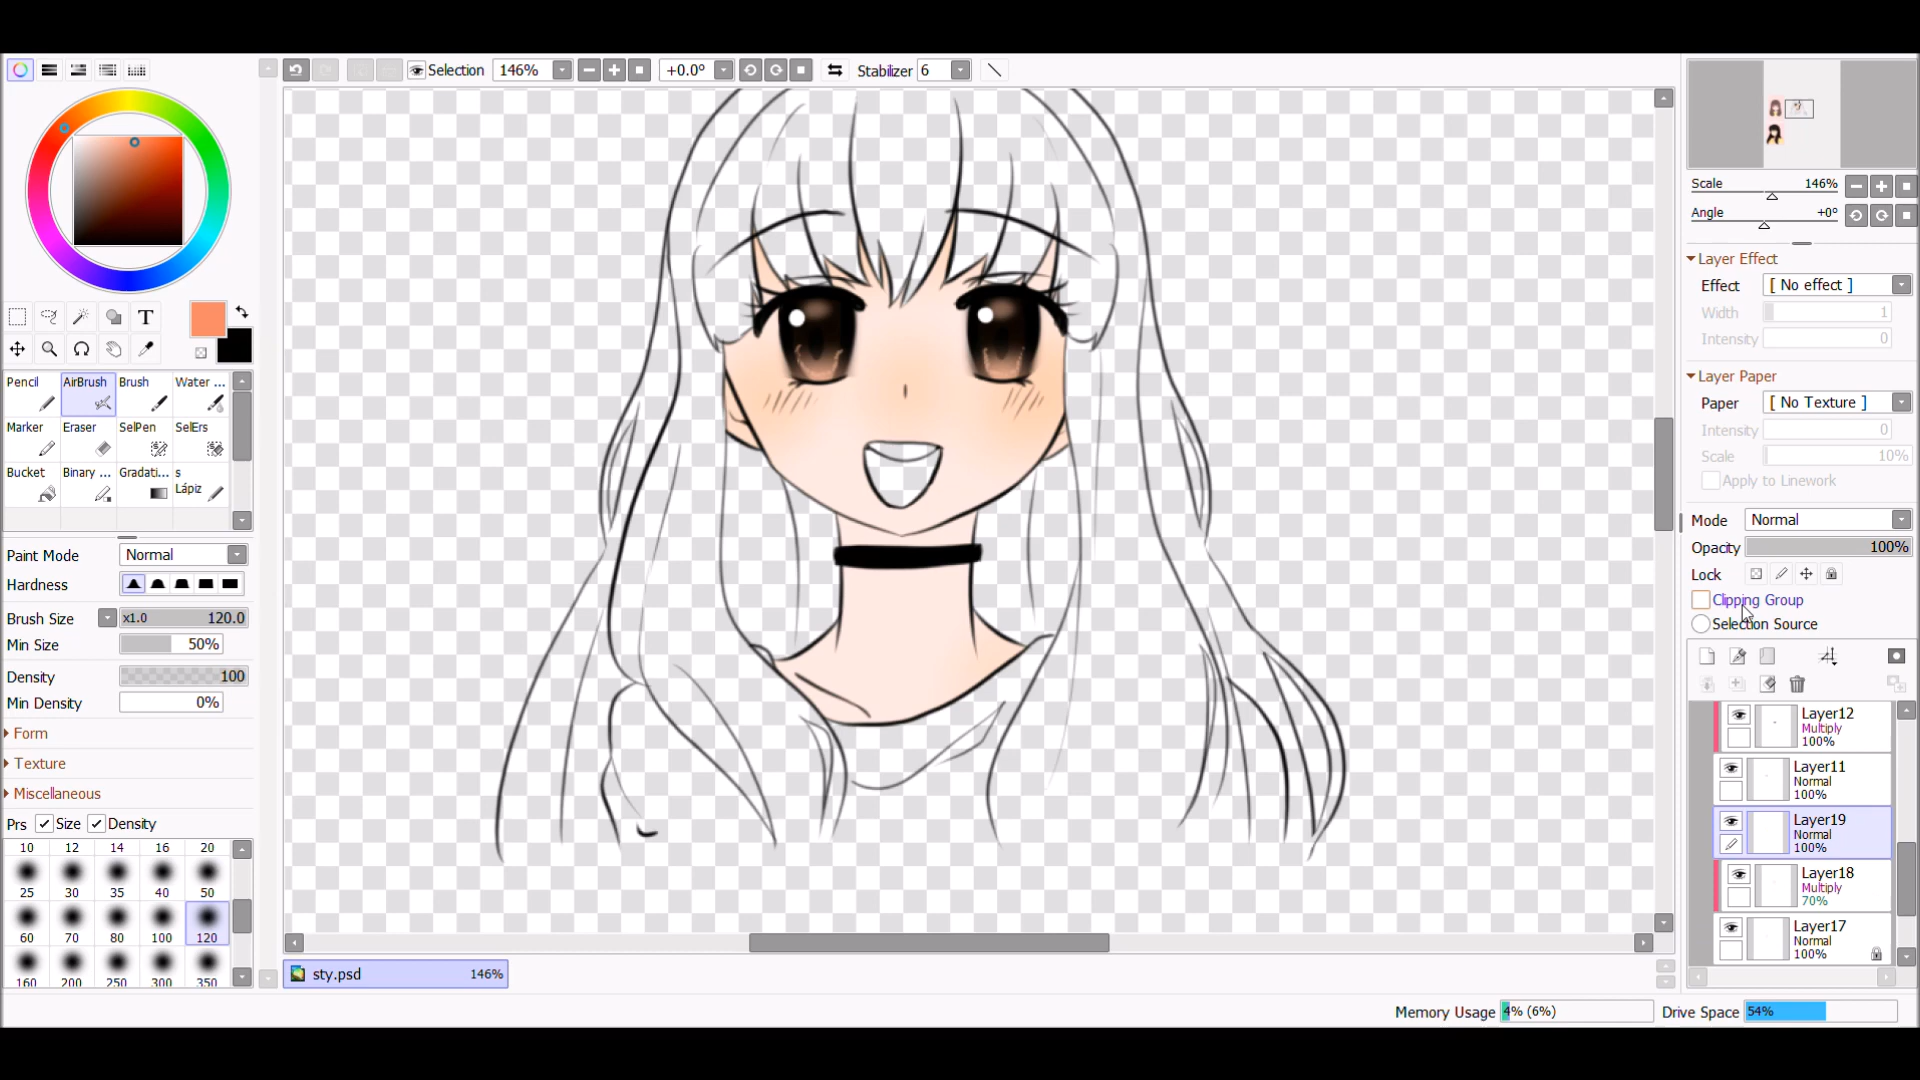 Selection 146% +0.0º Stabilizer 6
Pencil AirBrush Brush Water ...
Marker Eraser SelPen SelErs
Bucket Binary ... Gradati... s
Lápiz
Paint Mode Normal
Hardness
Brush Size x1.0 120.0
Min Size 50%
Density 100
Min Density 0%
Form
Texture
Miscellaneous
Prs Size Density
10 12 14 16 20
25 30 35 40 50
60 70 80 100 120
160 200 250 300 350
sty.psd 146%
Scale 146%
Angle +0º
Layer Effect
Effect [ No effect ]
Width 1
Intensity 0
Layer Paper
Paper [ No Texture ]
Intensity 0
Scale 10%
Apply to Linework
Mode Normal
Opacity 100%
Lock
Clipping Group
Selection Source
Layer12
Multiply
100%
Layer11
Normal
100%
Layer19
Normal
100%
Layer18
Multiply
70%
Layer17
Normal
100%
Memory Usage 4% (6%) Drive Space 54%